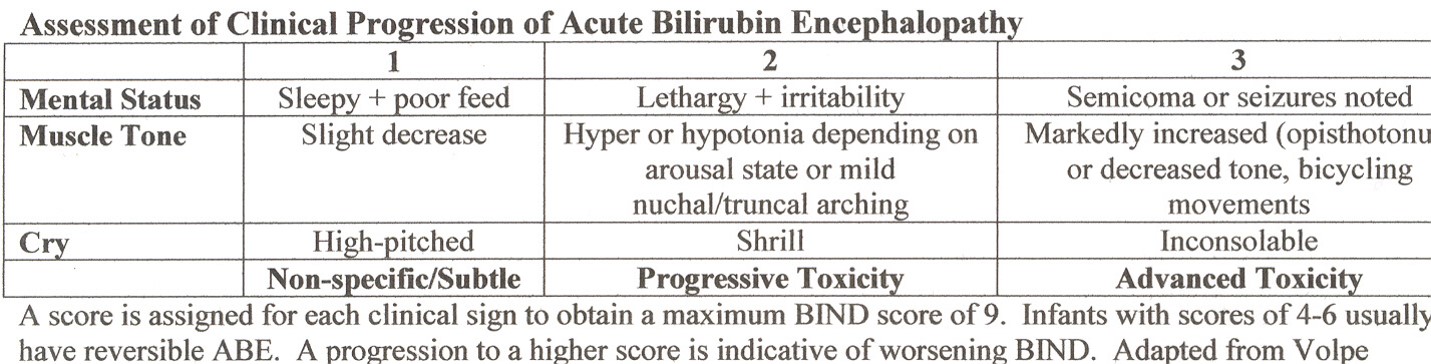 Assessment of Clinical Progression of Acute Bilirubin Encephalopathy
1 2 3
Mental Status Sleepy + poor feed Lethargy + irritability Semicoma or seizures noted
Muscle Tone Slight decrease Hyper or hypotonia depending on Markedly increased (opisthotonu
arousal state or mild or decreased tone, bicycling
nuchal/truncal arching movements
Cry High-pitched Shrill Inconsolable
Non-specific/Subtle Progressive Toxicity Advanced Toxicity
A score is assigned for each clinical sign to obtain a maximum BIND score of 9. Infants with scores of 4-6 usually
have reversible ABE. A progression to a higher score is indicative of worsening BIND. Adapted from Volpe